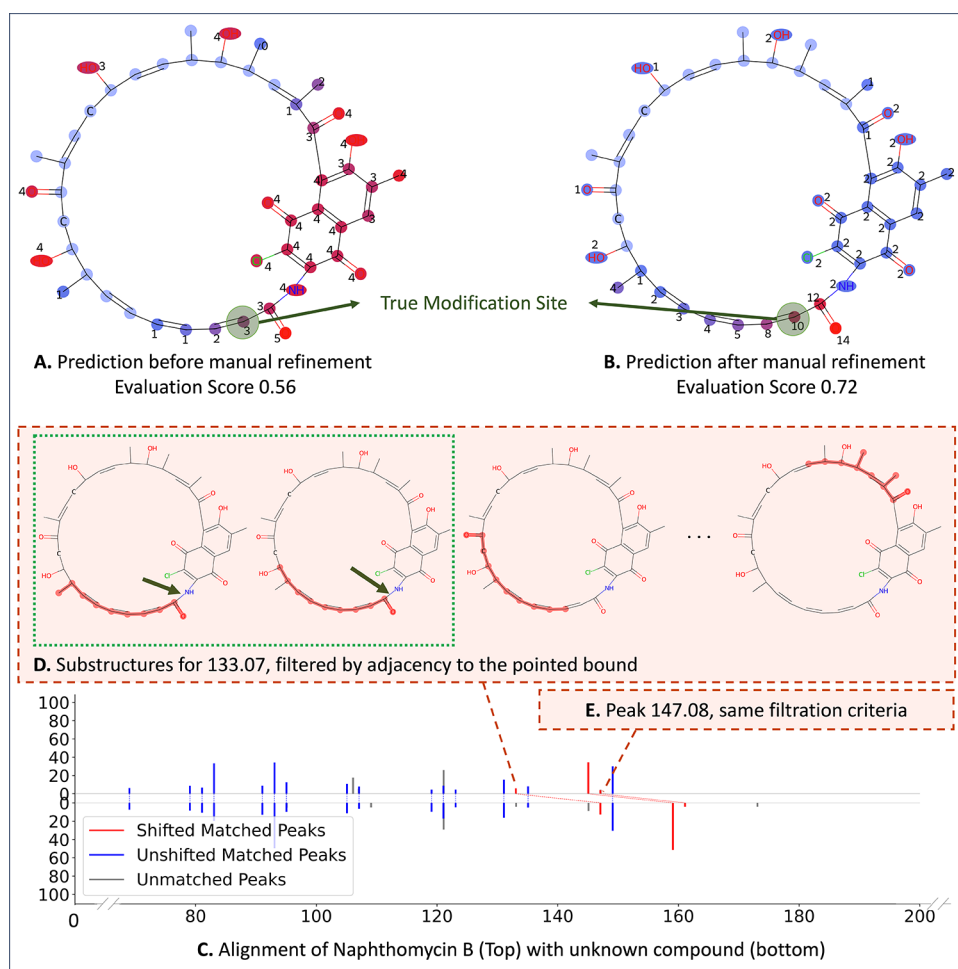 True Modification Site
A. Prediction before manual refinement
Evaluation Score 0.56
B. Prediction after manual refinement
Evaluation Score 0.72
D. Substructures for 133.07, filtered by adjacency to the pointed bound
E. Peak 147.08, same filtration criteria
100
80
60
40
20
0
0
20
40
60
80
100
Shifted Matched Peaks
Unshifted Matched Peaks
Unmatched Peaks
0 80 100 120 140 160 180 200
C. Alignment of Naphthomycin B (Top) with unknown compound (bottom)